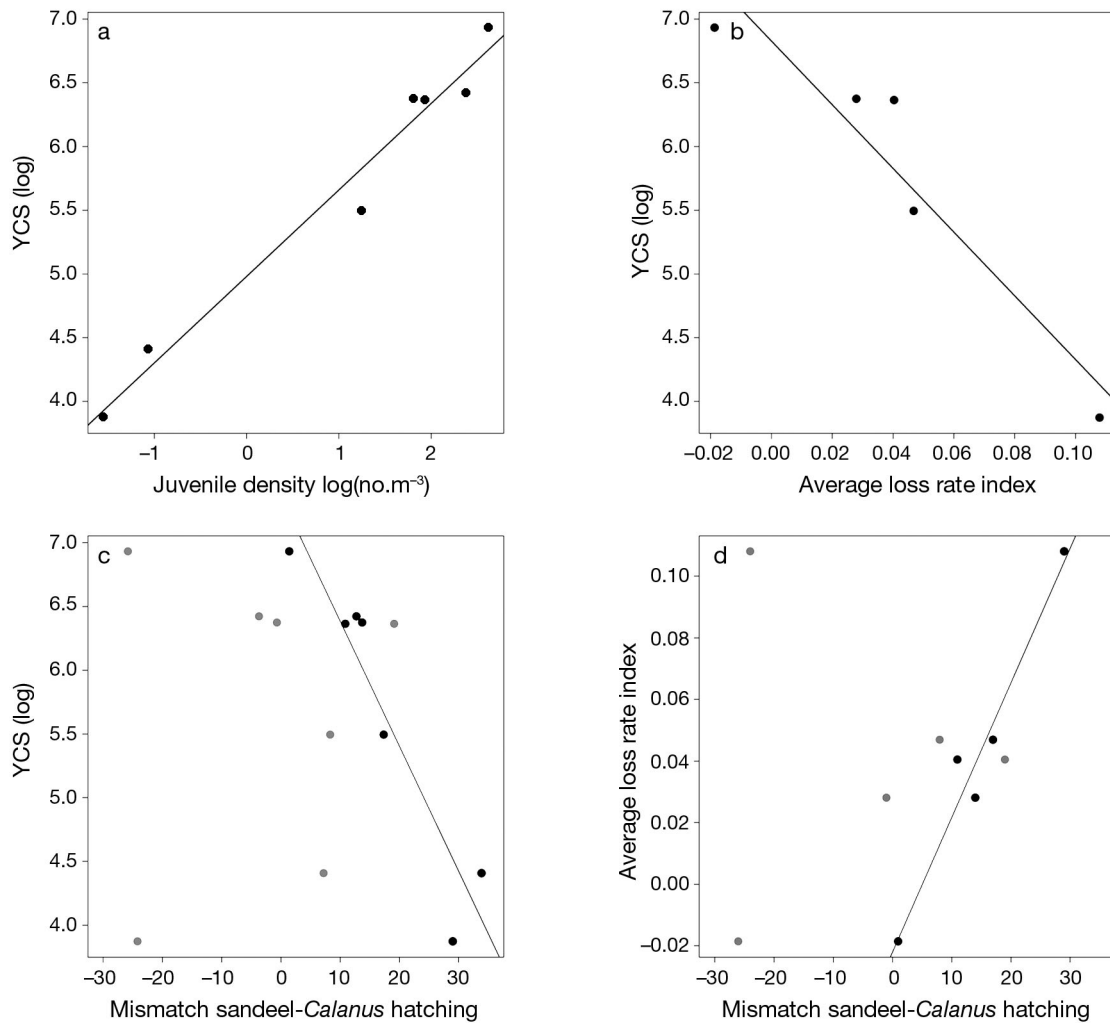 a
7.0
6.5
6.0
5.5
5.0
4.5
4.0
YCS (log)
−1 0 1 2
Juvenile density log(no.m⁻³)
b
7.0
6.5
6.0
5.5
5.0
4.5
4.0
YCS (log)
−0.02 0.00 0.02 0.04 0.06 0.08 0.10
Average loss rate index
c
7.0
6.5
6.0
5.5
5.0
4.5
4.0
YCS (log)
−30 −20 −10 0 10 20 30
Mismatch sandeel-Calanus hatching
d
0.10
0.08
0.06
0.04
0.02
0.00
−0.02
Average loss rate index
−30 −20 −10 0 10 20 30
Mismatch sandeel-Calanus hatching